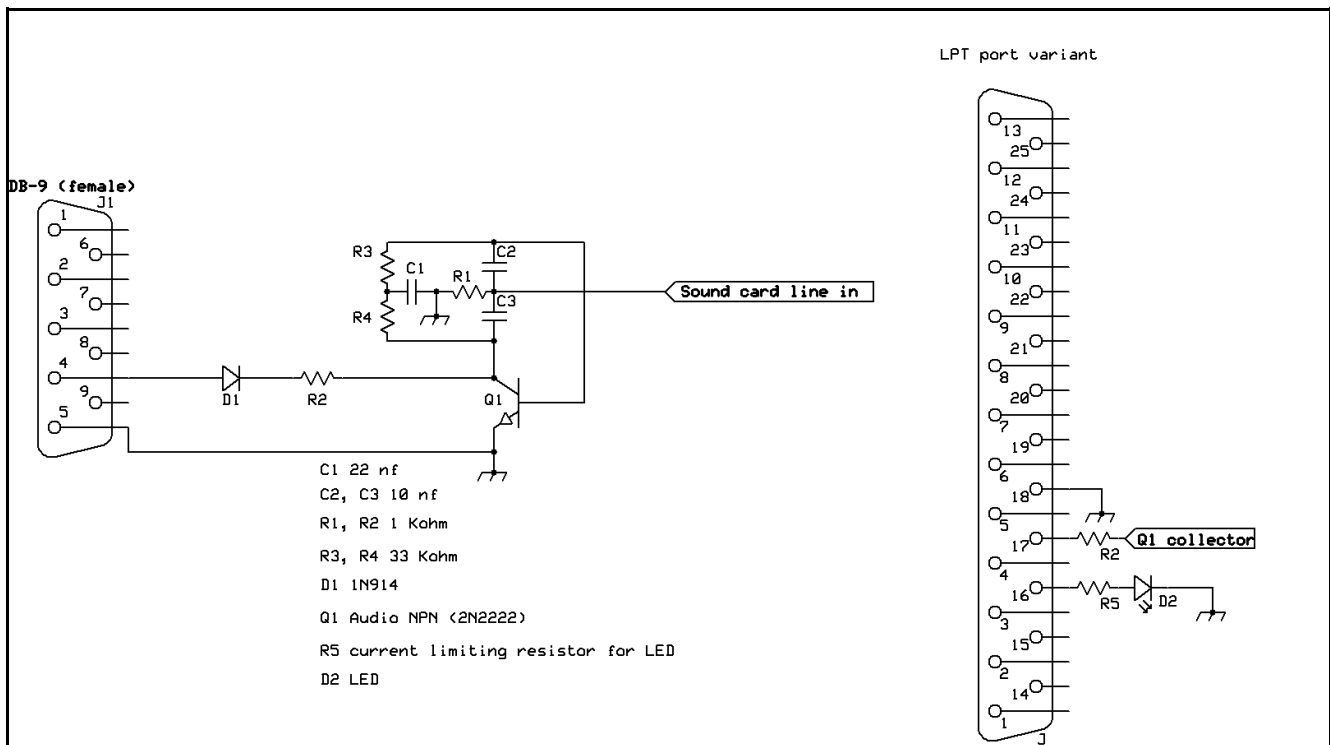 LPT port variant
DB-9 (female)
J1
1
6
2
7
3
8
4
9
5
D1
R2
R3
C1
R4
R1
C2
C3
Q1
Sound card line in
C1 22 nf
C2, C3 10 nf
R1, R2 1 Kohm
R3, R4 33 Kohm
D1 1N914
Q1 Audio NPN (2N2222)
R5 current limiting resistor for LED
D2 LED
13
25
12
24
11
23
10
22
9
21
8
20
7
19
6
18
5
17
R2
Q1 collector
4
16
R5
D2
3
15
2
14
1
J